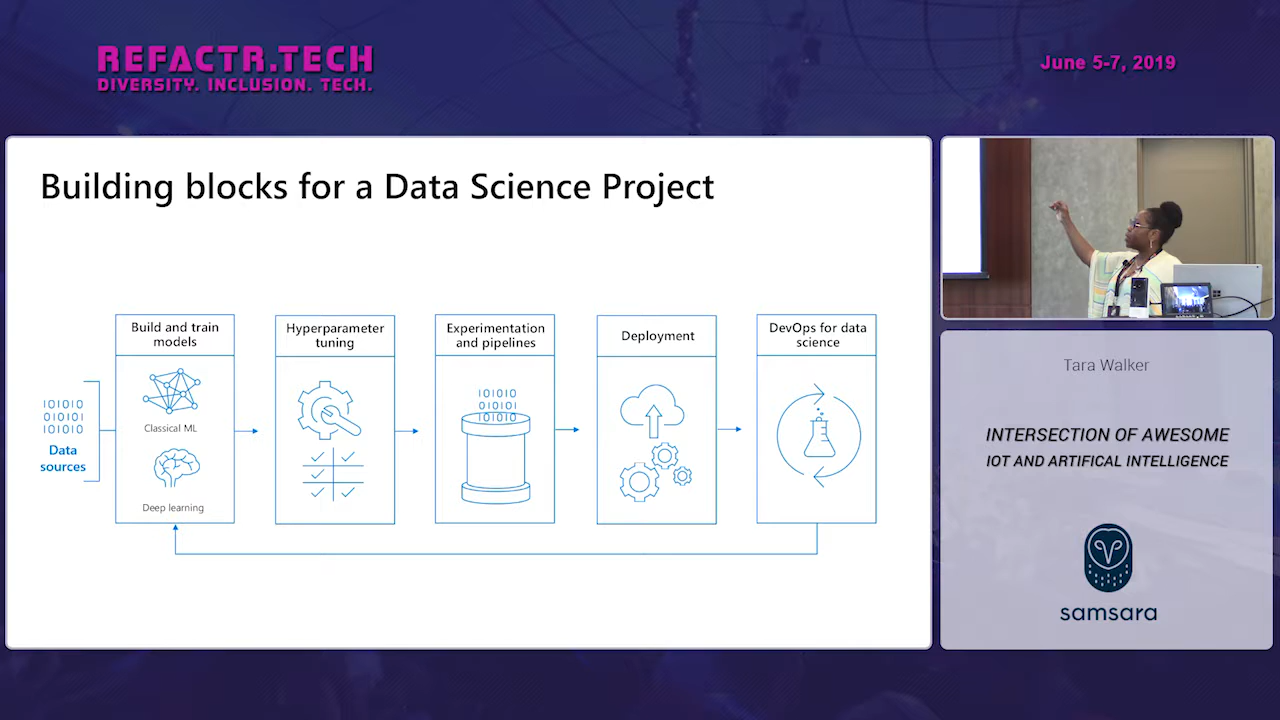 REFACTR.TECH
DIVERSITY. INCLUSION. TECH.
June 5-7, 2019
Building blocks for a Data Science Project
101010
010101
101010
Data
sources
Build and train
models
Classical ML
Deep learning
Hyperparameter
tuning
Experimentation
and pipelines
101010
010101
101010
Deployment
DevOps for data
science
Tara Walker
INTERSECTION OF AWESOME
IOT AND ARTIFICAL INTELLIGENCE
samsara